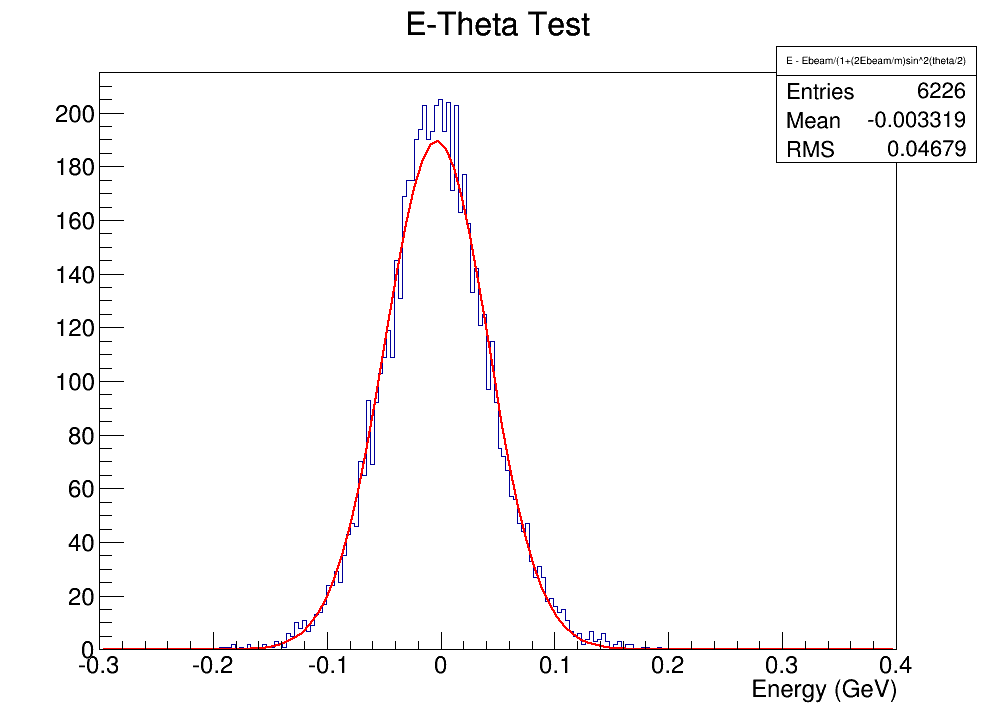 E-Theta Test
E - Ebeam/(1+(2Ebeam/m)sin^2(theta/2)
Entries 6226
Mean -0.003319
RMS 0.04679
200
180
160
140
120
100
80
60
40
20
0
-0.3 -0.2 -0.1 0 0.1 0.2 0.3 0.4
Energy (GeV)